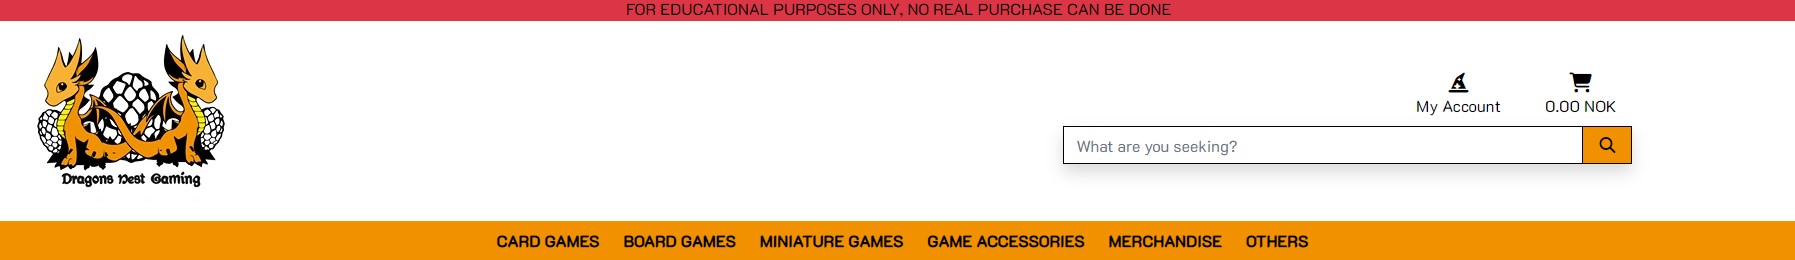 FOR EDUCATIONAL PURPOSES ONLY, NO REAL PURCHASE CAN BE DONE
Dragons Nest Gaming
My Account 0.00 NOK
What are you seeking?
CARD GAMES BOARD GAMES MINIATURE GAMES GAME ACCESSORIES MERCHANDISE OTHERS